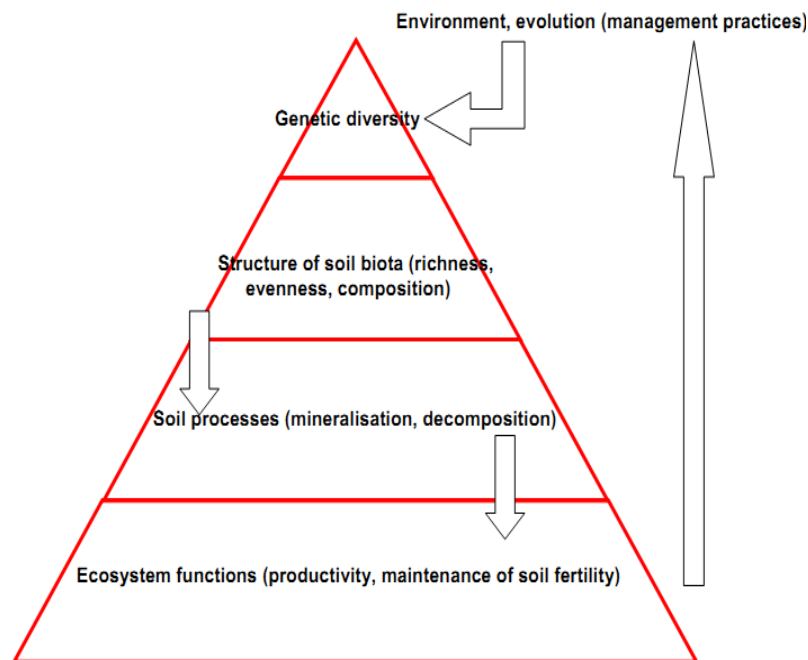 Environment, evolution (management practices)
Genetic diversity
Structure of soil biota (richness,
evenness, composition)
Soil processes (mineralisation, decomposition)
Ecosystem functions (productivity, maintenance of soil fertility)